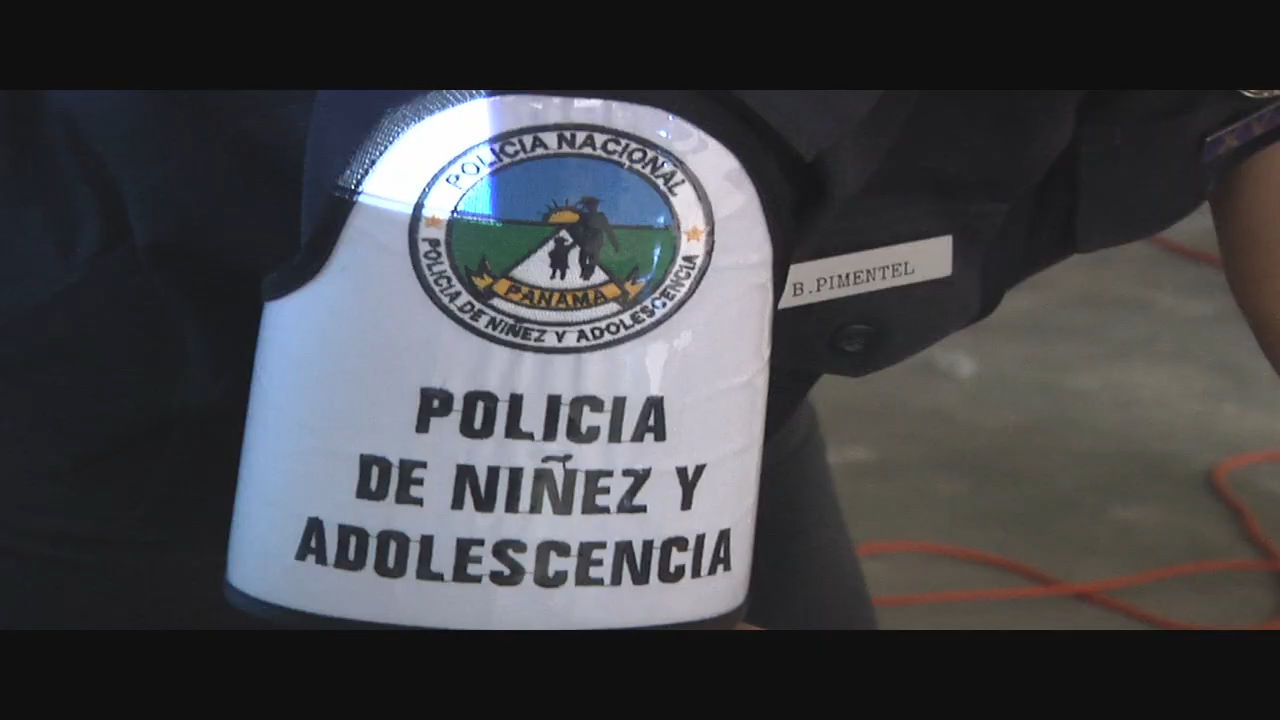 POLICIA NACIONAL
PANAMA
POLICIA DE NIÑEZ Y ADOLESCENCIA
B.PIMENTEL
POLICIA
DE NIÑEZ Y
ADOLESCENCIA